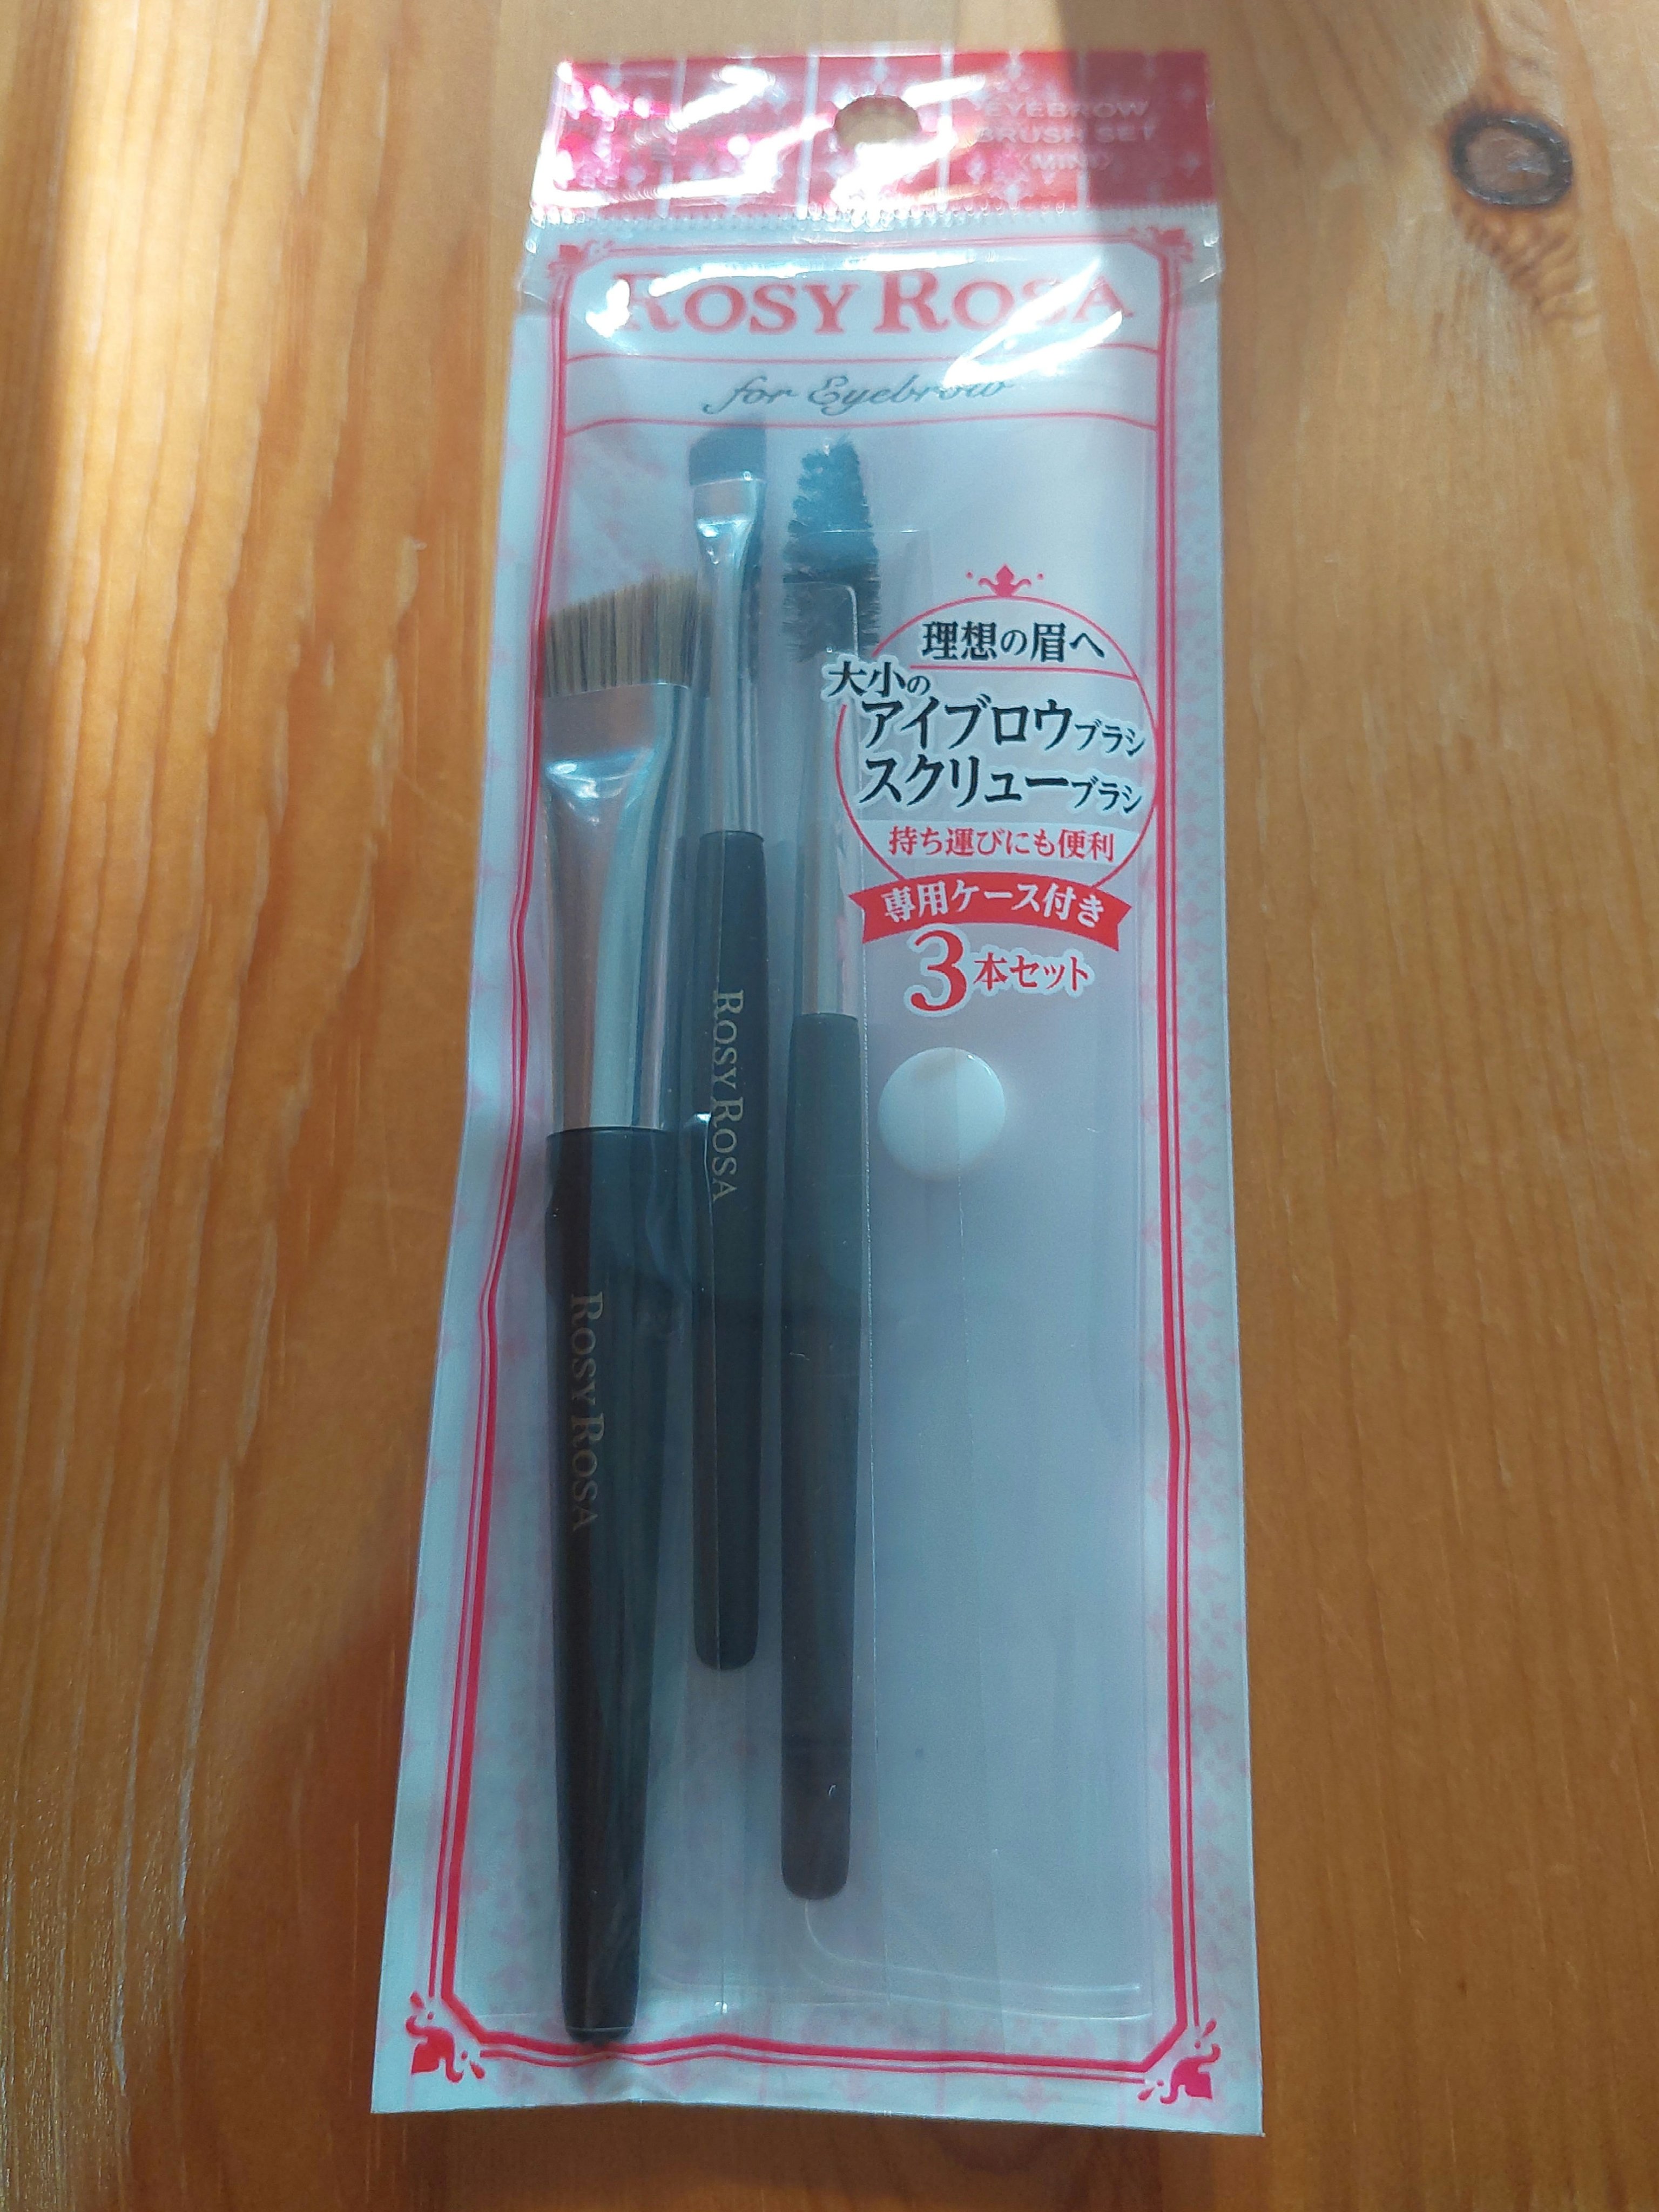 EYEBROW
BRUSH SET
<MINI>
ROSY ROSA
for Eyebrow
理想の眉へ
大小の
アイブロウブラシ
スクリューブラシ
持ち運びにも便利
専用ケース付き
3本セット
ROSY ROSA
ROSY ROSA